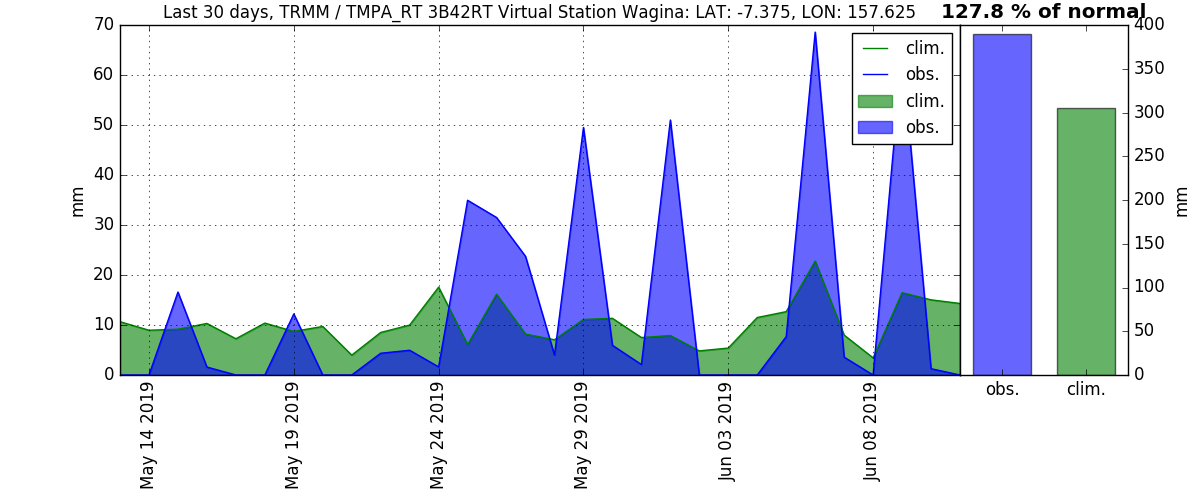 Last 30 days, TRMM / TMPA_RT 3B42RT Virtual Station Wagina: LAT: -7.375, LON: 157.625
127.8 % of normal
70
60
50
40
30
20
10
0
mm
clim.
obs.
clim.
obs.
May 14 2019
May 19 2019
May 24 2019
May 29 2019
Jun 03 2019
Jun 08 2019
400
350
300
250
200
150
100
50
0
mm
obs.
clim.